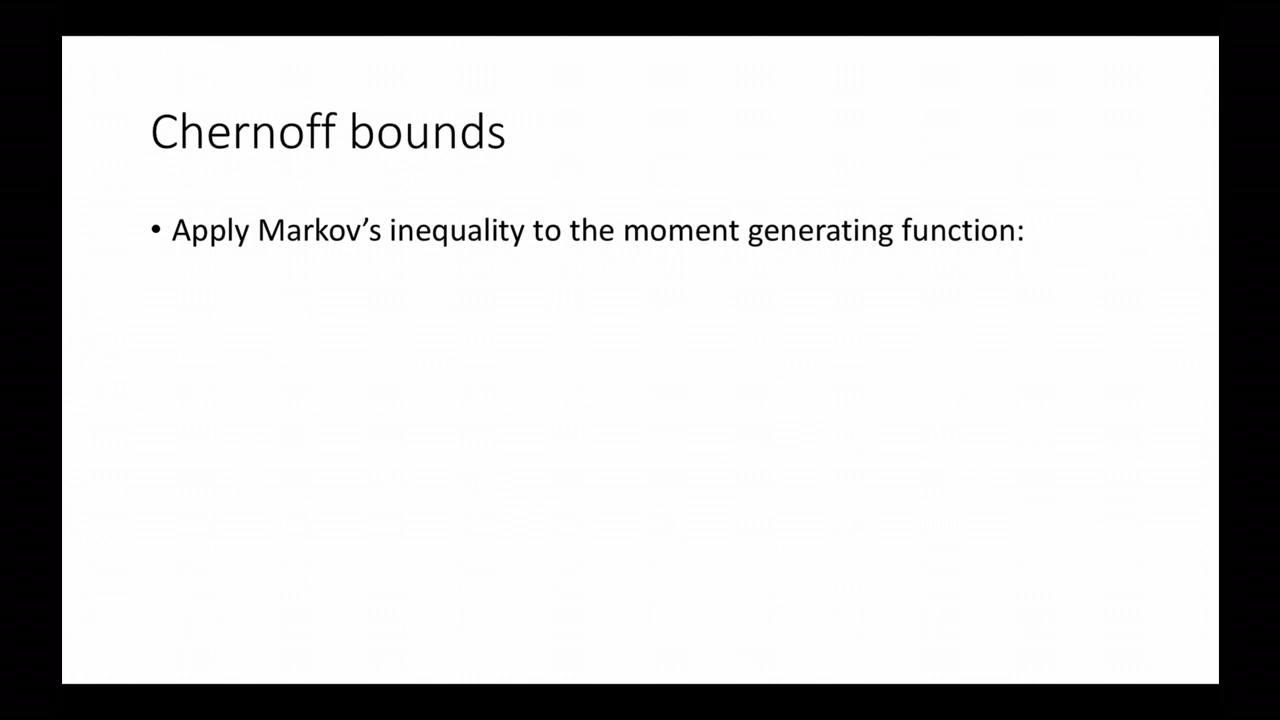 Chernoff bounds
• Apply Markov’s inequality to the moment generating function: